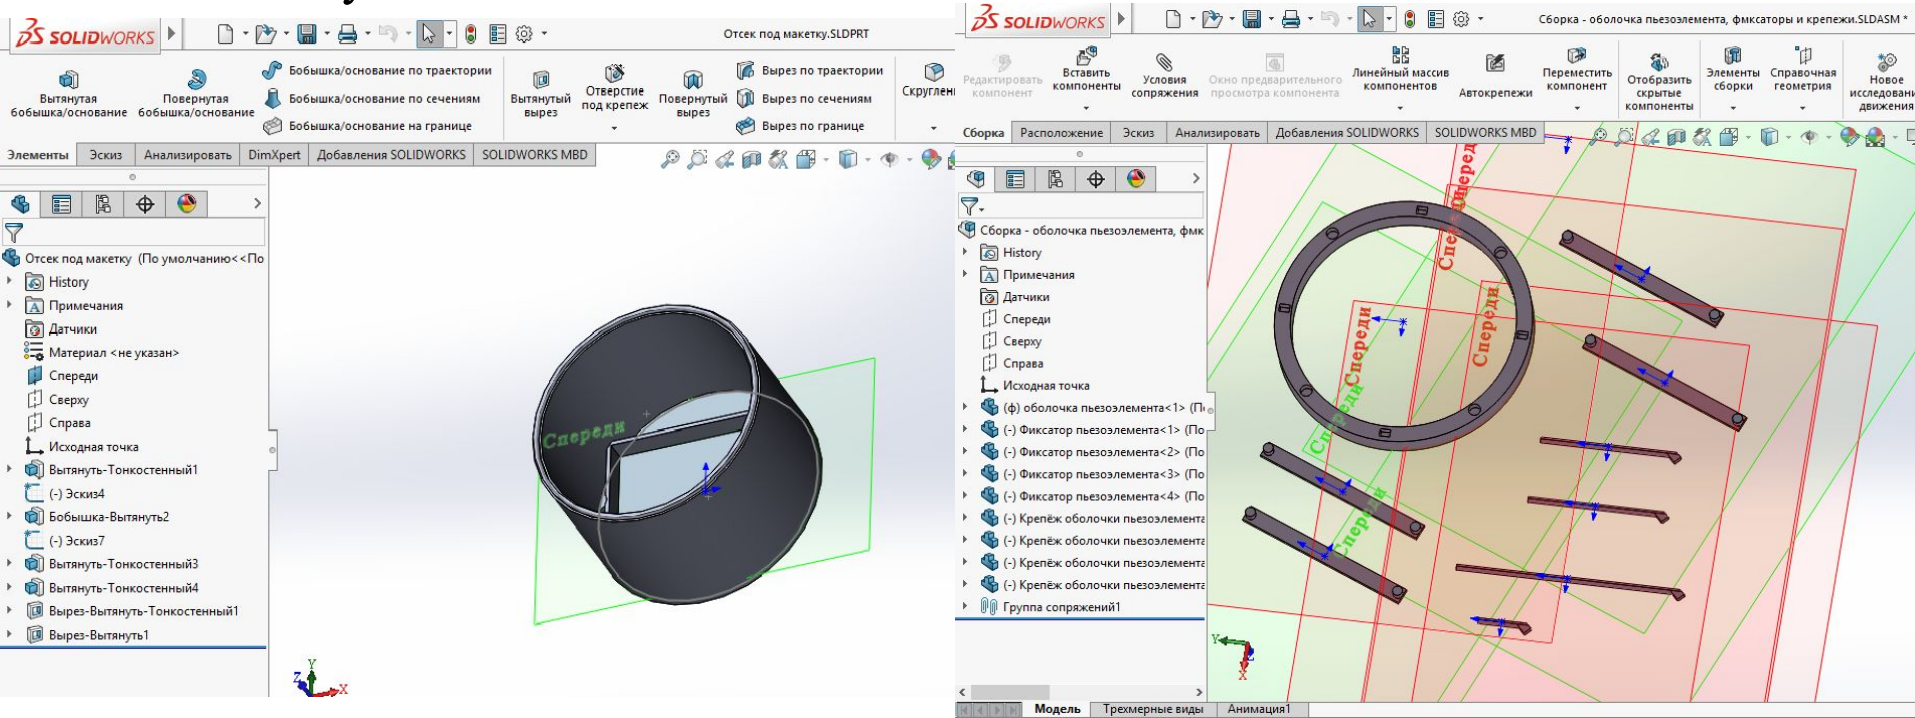 SOLIDWORKS
Отсек под макетку.SLDPRT
Вытянутая бобышка/основание
Повернутая бобышка/основание
Бобышка/основание по траектории
Бобышка/основание по сечениям
Бобышка/основание на границе
Вытянутый вырез
Отверстие под крепеж
Повернутый вырез
Вырез по траектории
Вырез по сечениям
Вырез по границе
Элементы Эскиз Анализировать DimXpert Добавления SOLIDWORKS SOLIDWORKS MBD
Отсек под макетку (По умолчанию<<По
History
Примечания
Датчики
Материал <не указан>
Спереди
Сверху
Справа
Исходная точка
Вытянуть-Тонкостенный1
(-) Эскиз4
Бобышка-Вытянуть2
(-) Эскиз7
Вытянуть-Тонкостенный3
Вытянуть-Тонкостенный4
Вырез-Вытянуть-Тонкостенный1
Вырез-Вытянуть1
Спереди
Y
Z
X
SOLIDWORKS
Сборка - оболочка пьезоэлемента, фиксаторы и крепежи.SLDASM *
Редактировать компонент
Вставить компоненты
Условия сопряжения
Окно предварительного просмотра компонента
Линейный массив компонентов
Автокрепежи
Переместить компонент
Отобразить скрытые компоненты
Элементы сборки
Справочная геометрия
Новое
движения
Сборка Расположение Эскиз Анализировать Добавления SOLIDWORKS SOLIDWORKS MBD
Сборка - оболочка пьезоэлемента, фик
History
Примечания
Датчики
Спереди
Сверху
Справа
Исходная точка
(ф) оболочка пьезоэлемента<1>
(-) Фиксатор пьезоэлемента<1> (По
(-) Фиксатор пьезоэлемента<2> (По
(-) Фиксатор пьезоэлемента<3> (По
(-) Фиксатор пьезоэлемента<4> (По
(-) Крепёж оболочки пьезоэлемента
(-) Крепёж оболочки пьезоэлемента
(-) Крепёж оболочки пьезоэлемента
(-) Крепёж оболочки пьезоэлемента
Группа сопряжений1
Спереди
Спереди
Спереди
Спереди
Спереди
Y
X
Модель Трехмерные виды Анимация1